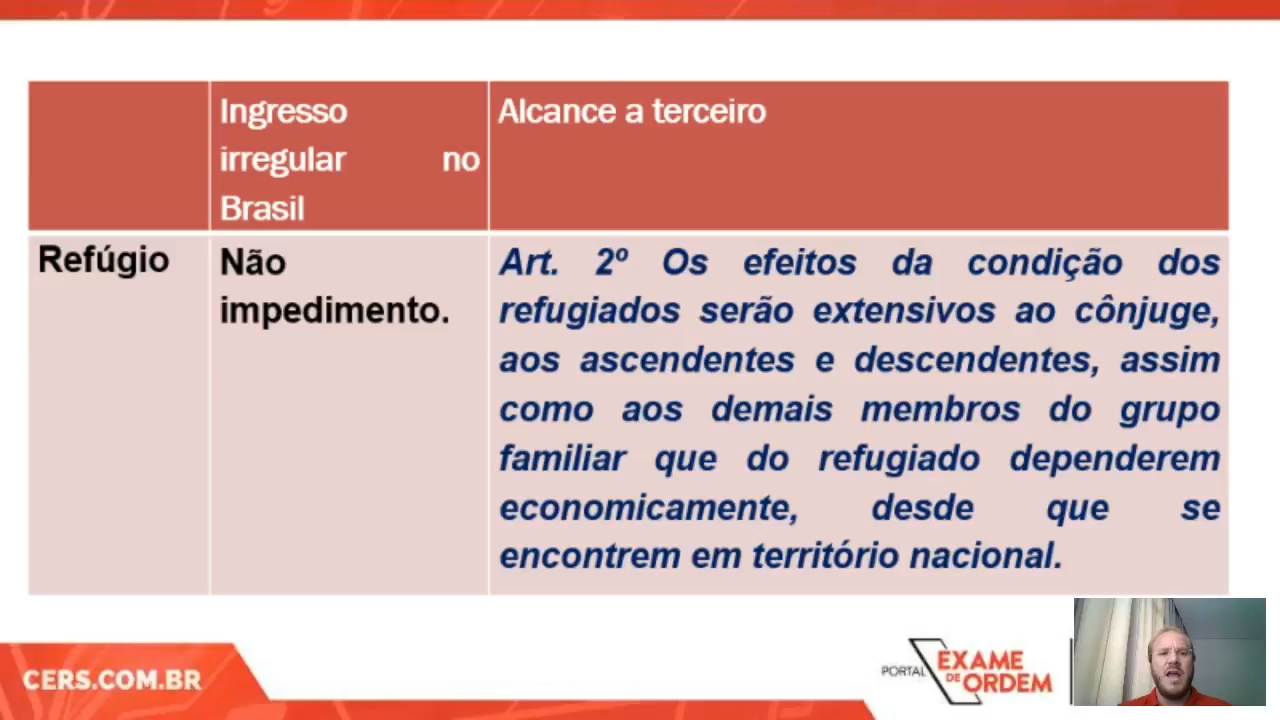 Ingresso
irregular no
Brasil
Alcance a terceiro
Refúgio
Não
impedimento.
Art. 2º Os efeitos da condição dos
refugiados serão extensivos ao cônjuge,
aos ascendentes e descendentes, assim
como aos demais membros do grupo
familiar que do refugiado dependerem
economicamente, desde que se
encontrem em território nacional.
CERS.COM.BR
PORTAL EXAME
DE ORDEM